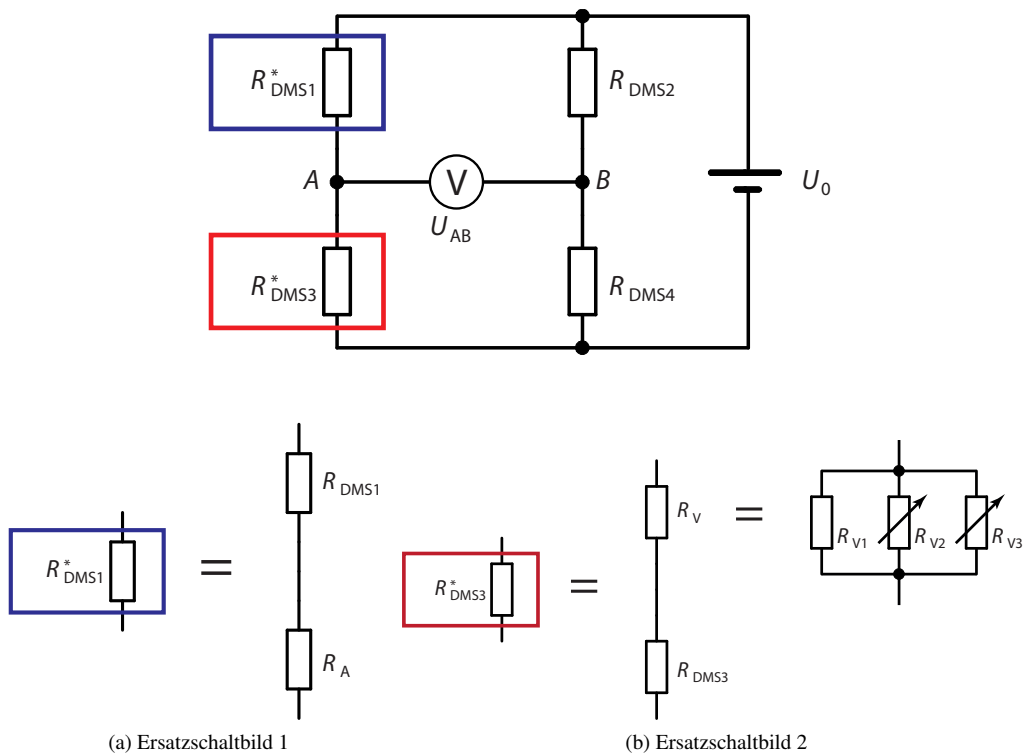 R*DMS1
RDMS2
A
V
B
U0
UAB
R*DMS3
RDMS4
RDMS1
R*DMS1
=
RA
RV
=
R*DMS3
=
RDMS3
RV1
RV2
RV3
(a) Ersatzschaltbild 1
(b) Ersatzschaltbild 2